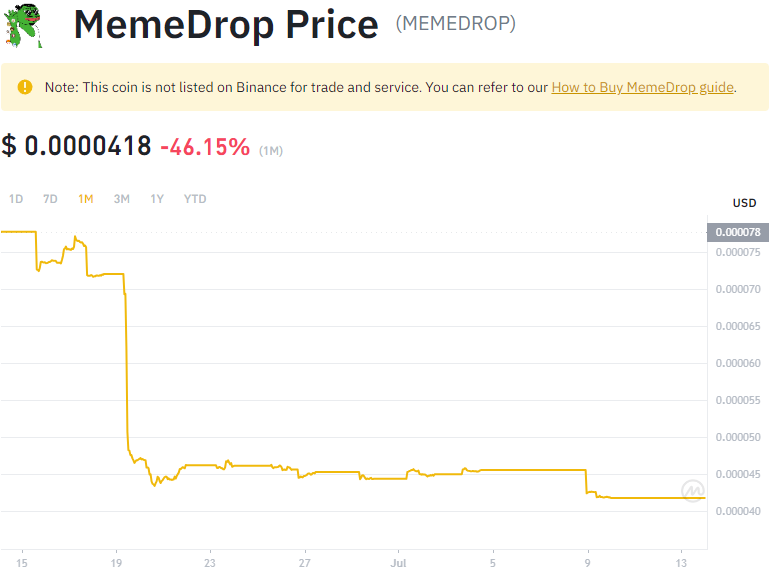 MemeDrop Price (MEMEDROP)
Note: This coin is not listed on Binance for trade and service. You can refer to our How to Buy MemeDrop guide.
$ 0.0000418 -46.15% (1M)
1D 7D 1M 3M 1Y YTD
USD
0.000078
0.000075
0.000070
0.000065
0.000060
0.000055
0.000050
0.000045
0.000040
15 19 23 27 Jul 5 9 13